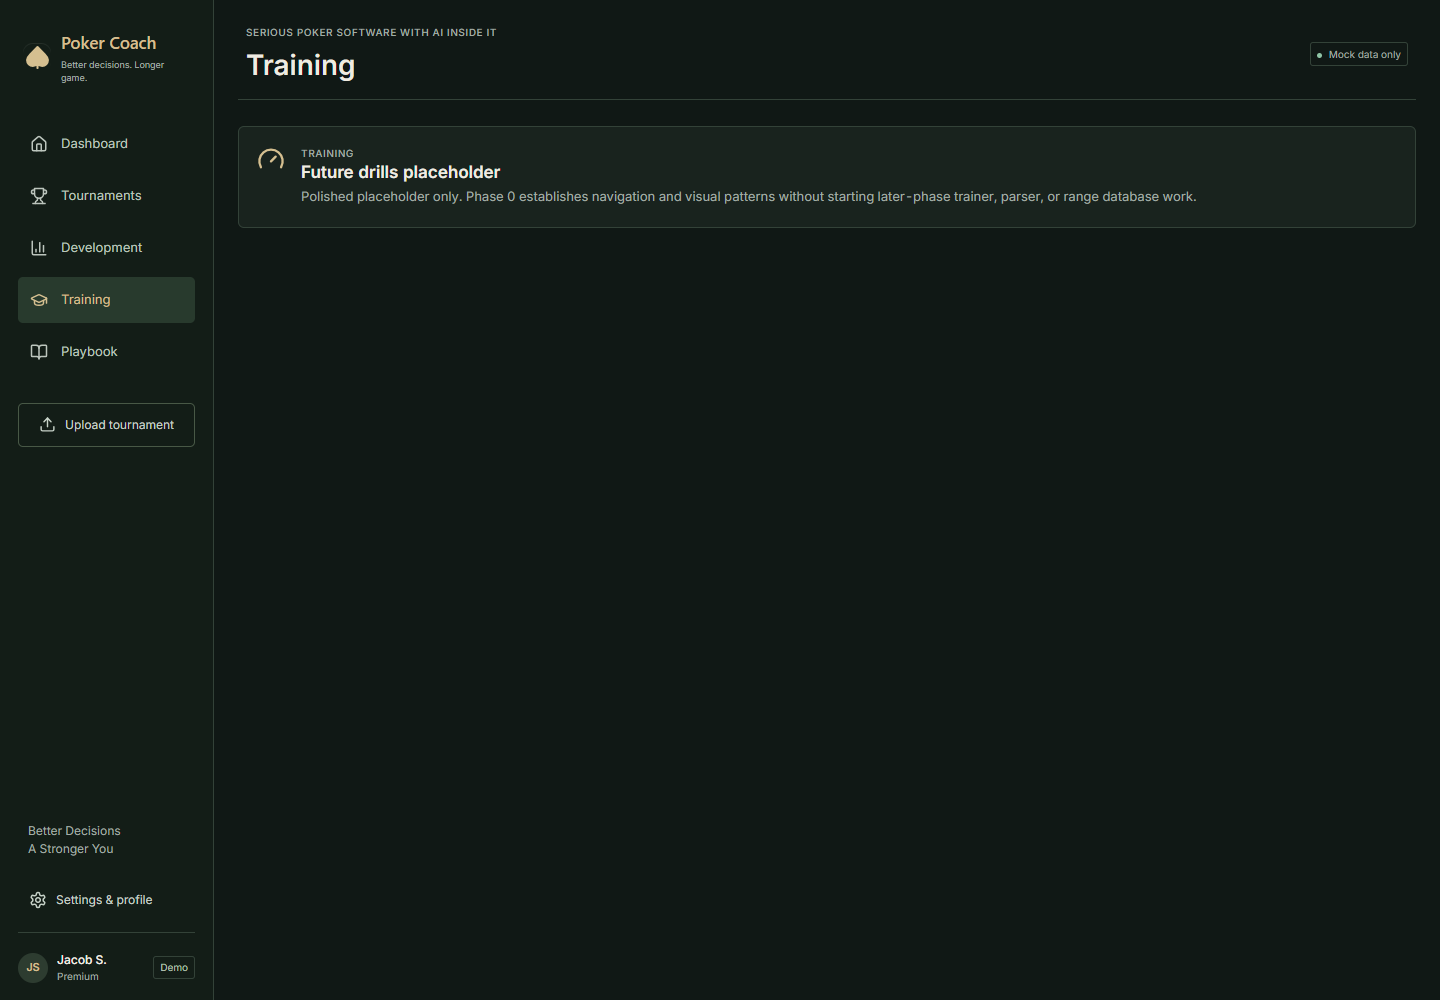 Poker Coach
Better decisions. Longer
game.
Dashboard
Tournaments
Development
Training
Playbook
Upload tournament
Better Decisions
A Stronger You
Settings & profile
JS
Jacob S.
Premium
Demo
SERIOUS POKER SOFTWARE WITH AI INSIDE IT
Training
Mock data only
TRAINING
Future drills placeholder
Polished placeholder only. Phase 0 establishes navigation and visual patterns without starting later-phase trainer, parser, or range database work.